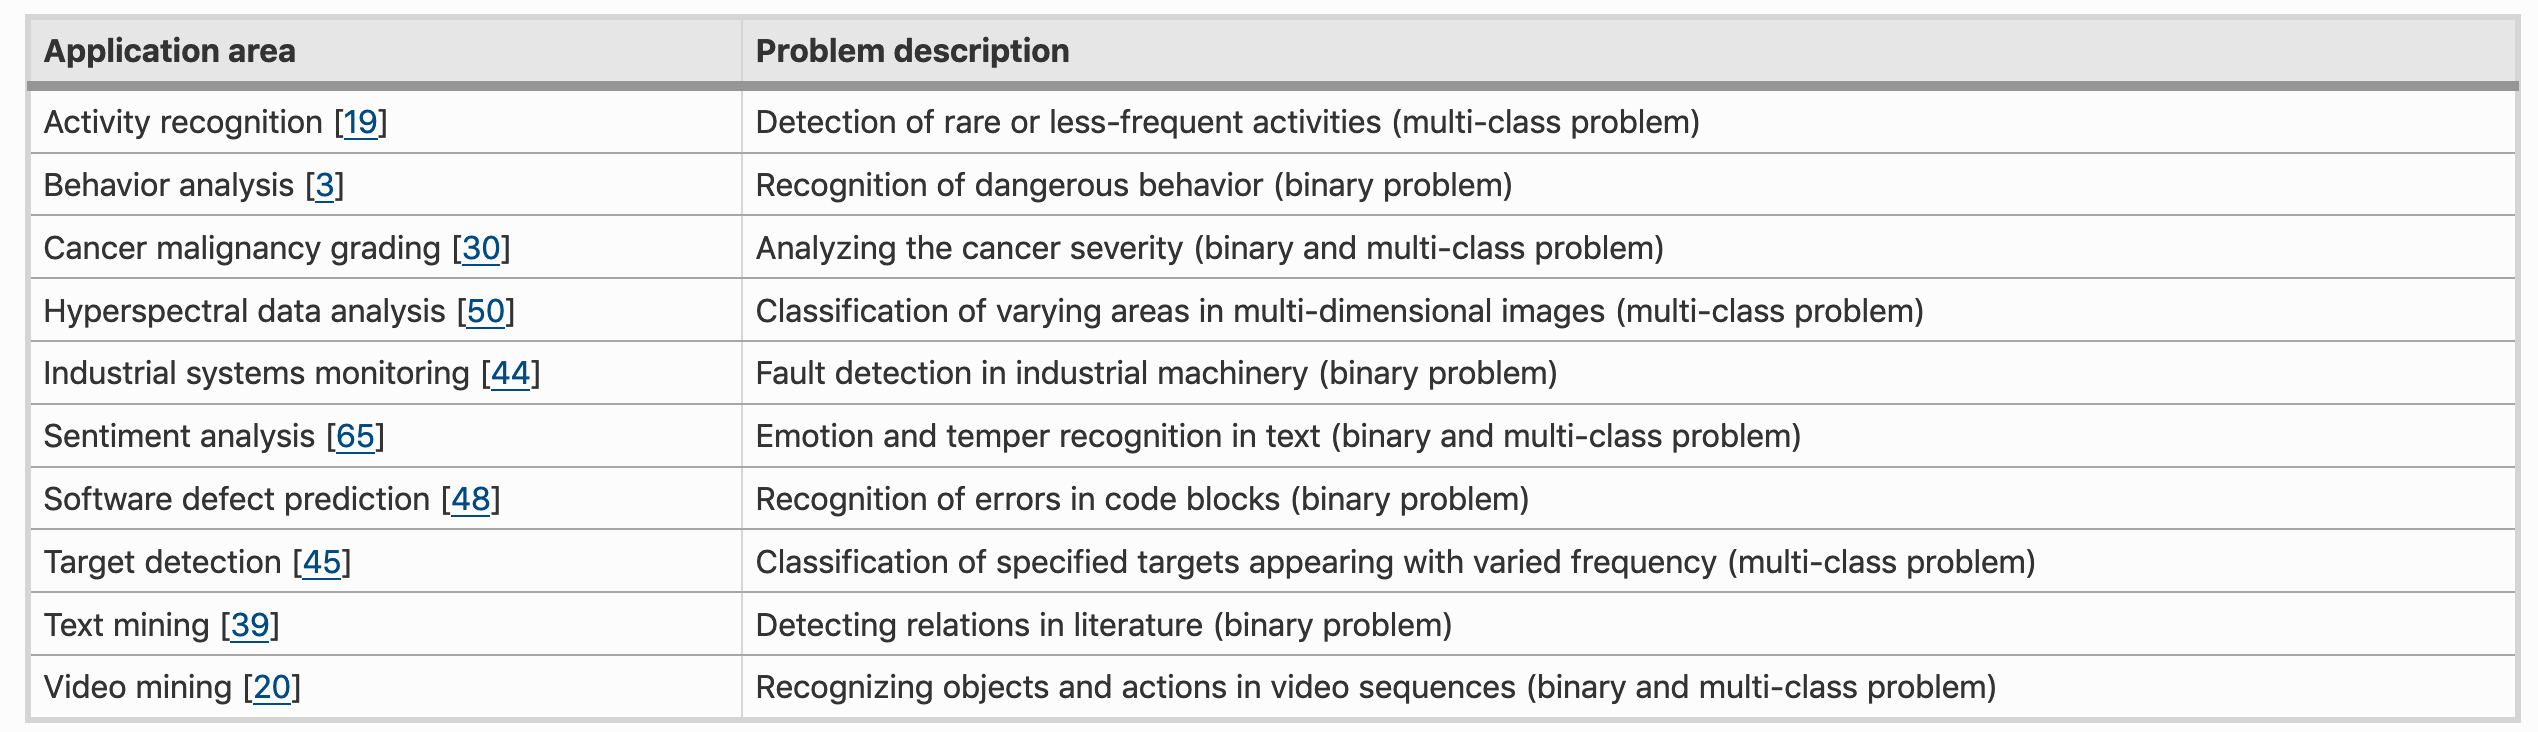 Application area Problem description
Activity recognition [19] Detection of rare or less-frequent activities (multi-class problem)
Behavior analysis [3] Recognition of dangerous behavior (binary problem)
Cancer malignancy grading [30] Analyzing the cancer severity (binary and multi-class problem)
Hyperspectral data analysis [50] Classification of varying areas in multi-dimensional images (multi-class problem)
Industrial systems monitoring [44] Fault detection in industrial machinery (binary problem)
Sentiment analysis [65] Emotion and temper recognition in text (binary and multi-class problem)
Software defect prediction [48] Recognition of errors in code blocks (binary problem)
Target detection [45] Classification of specified targets appearing with varied frequency (multi-class problem)
Text mining [39] Detecting relations in literature (binary problem)
Video mining [20] Recognizing objects and actions in video sequences (binary and multi-class problem)